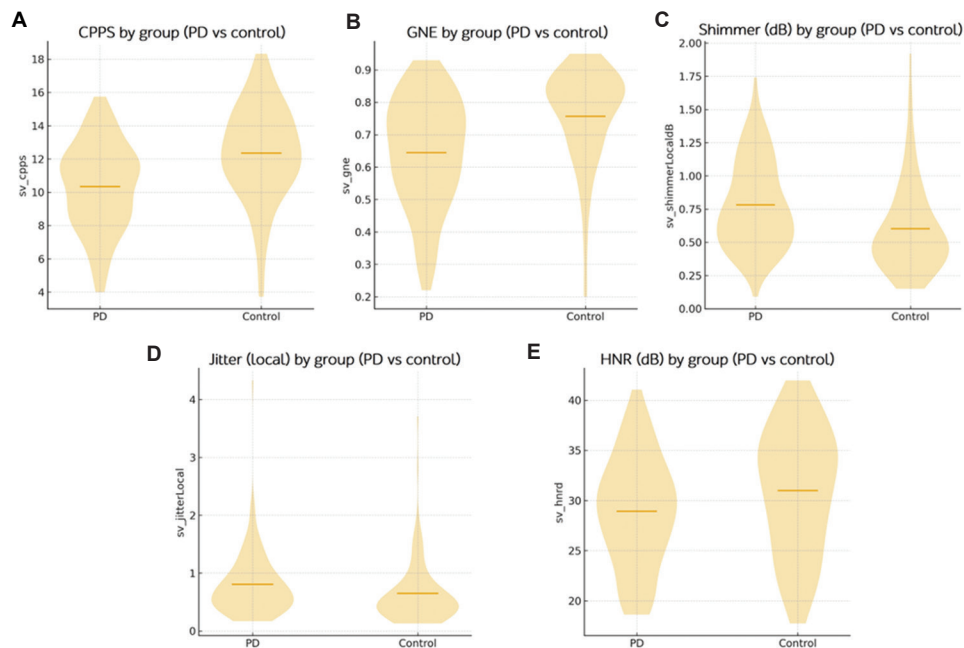 A
CPPS by group (PD vs control)
sv_cpps
18
16
14
12
10
8
6
4
PD
Control
B
GNE by group (PD vs control)
sv_gne
0.9
0.8
0.7
0.6
0.5
0.4
0.3
0.2
PD
Control
C
Shimmer (dB) by group (PD vs control)
sv_shimmerLocaldB
2.00
1.75
1.50
1.25
1.00
0.75
0.50
0.25
0.00
PD
Control
D
Jitter (local) by group (PD vs control)
sv_jitterLocal
4
3
2
1
0
PD
Control
E
HNR (dB) by group (PD vs control)
sv_hnrd
40
35
30
25
20
PD
Control